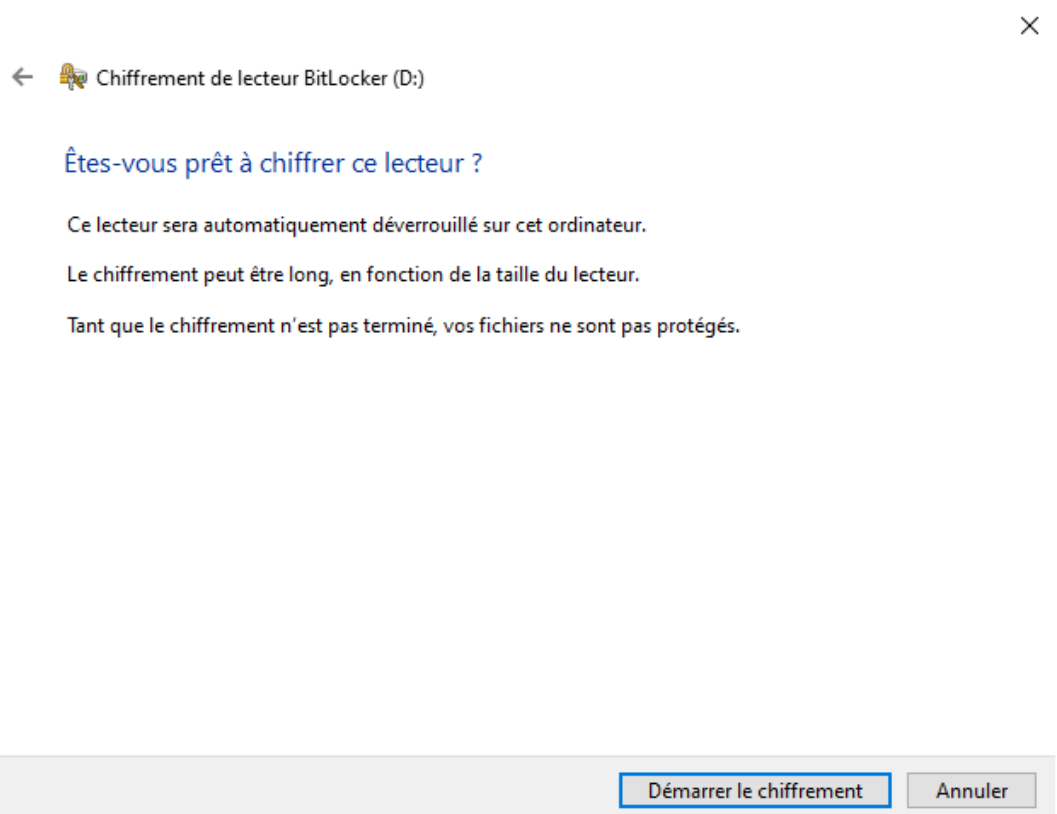 Chiffrement de lecteur BitLocker (D:)
Êtes-vous prêt à chiffrer ce lecteur ?
Ce lecteur sera automatiquement déverrouillé sur cet ordinateur.
Le chiffrement peut être long, en fonction de la taille du lecteur.
Tant que le chiffrement n’est pas terminé, vos fichiers ne sont pas protégés.
Démarrer le chiffrement
Annuler